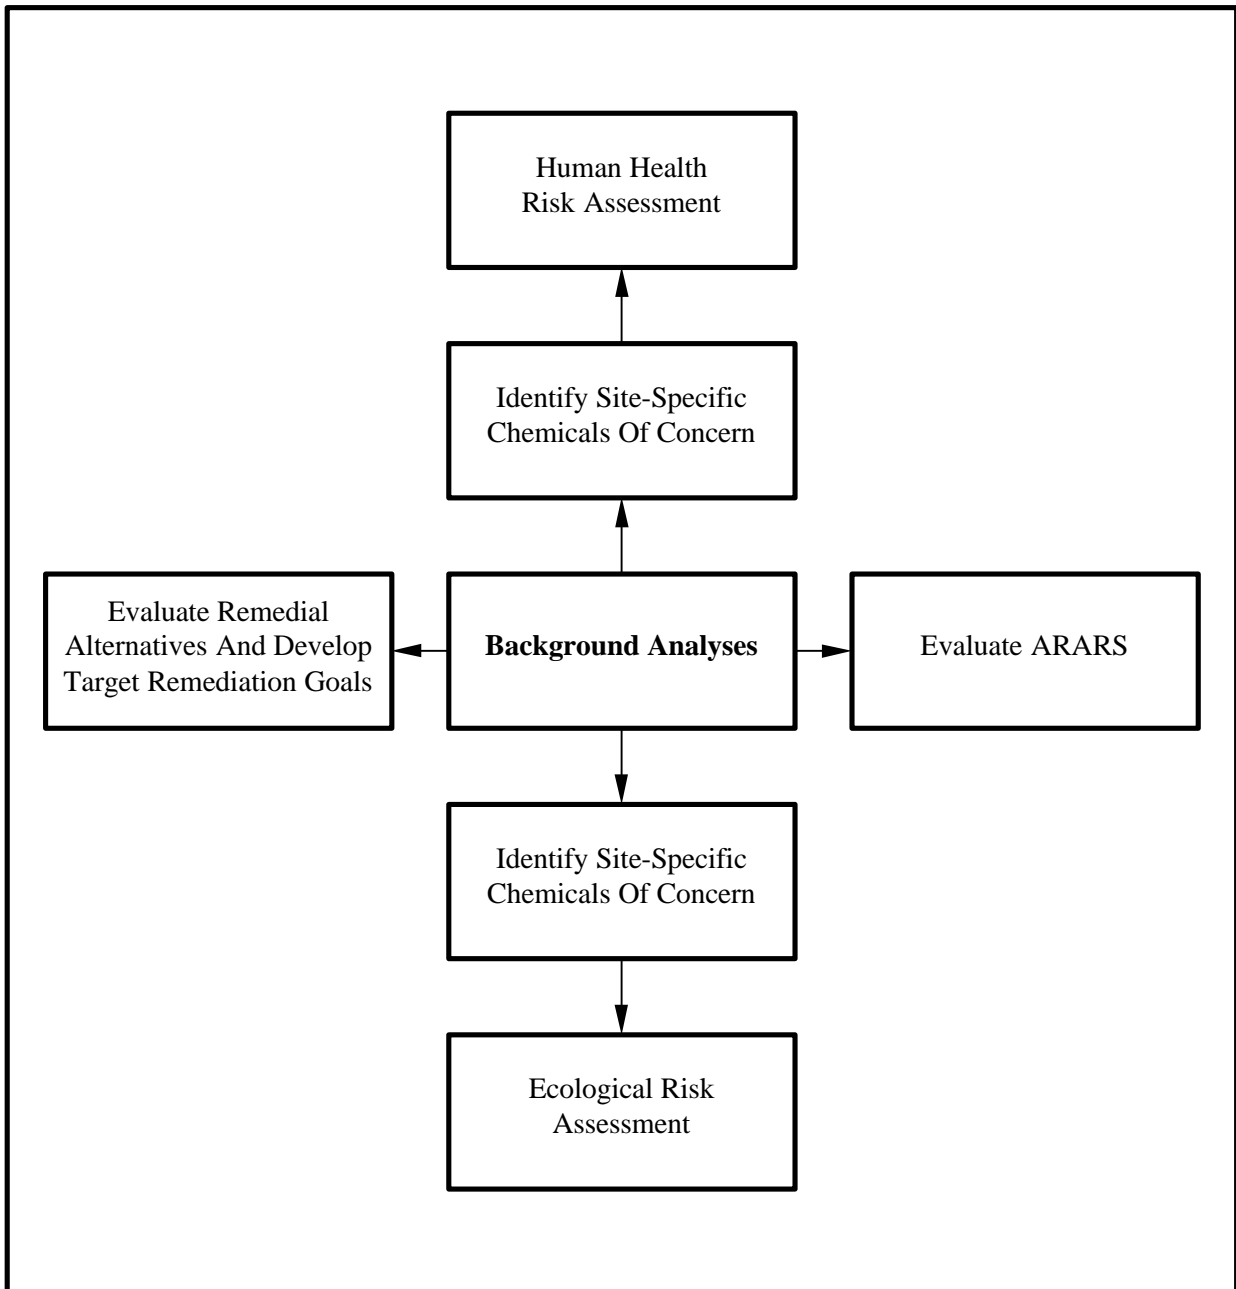 Human Health
Risk Assessment
Identify Site-Specific
Chemicals Of Concern
Evaluate Remedial
Alternatives And Develop
Target Remediation Goals
Background Analyses
Evaluate ARARS
Identify Site-Specific
Chemicals Of Concern
Ecological Risk
Assessment